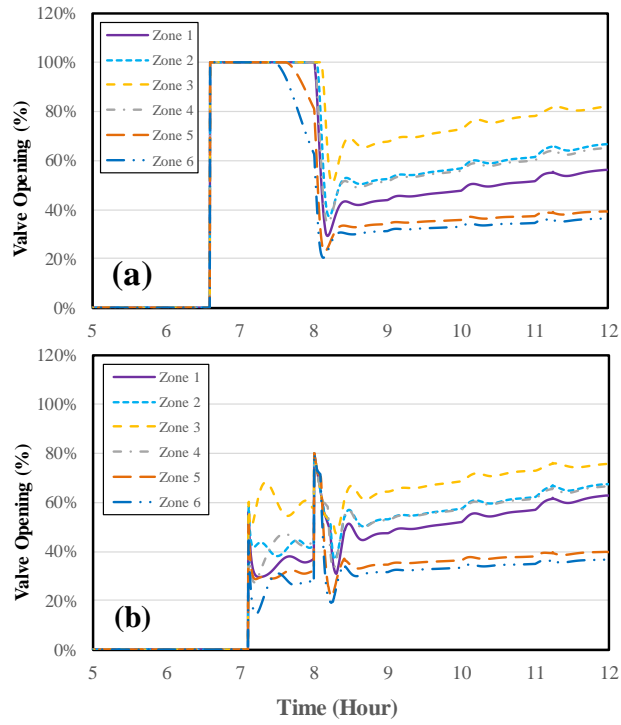 120%
100%
80%
60%
40%
20%
0%
Valve Opening (%)
Zone 1
Zone 2
Zone 3
Zone 4
Zone 5
Zone 6
(a)
5 6 7 8 9 10 11 12
120%
100%
80%
60%
40%
20%
0%
Valve Opening (%)
Zone 1
Zone 2
Zone 3
Zone 4
Zone 5
Zone 6
(b)
5 6 7 8 9 10 11 12
Time (Hour)